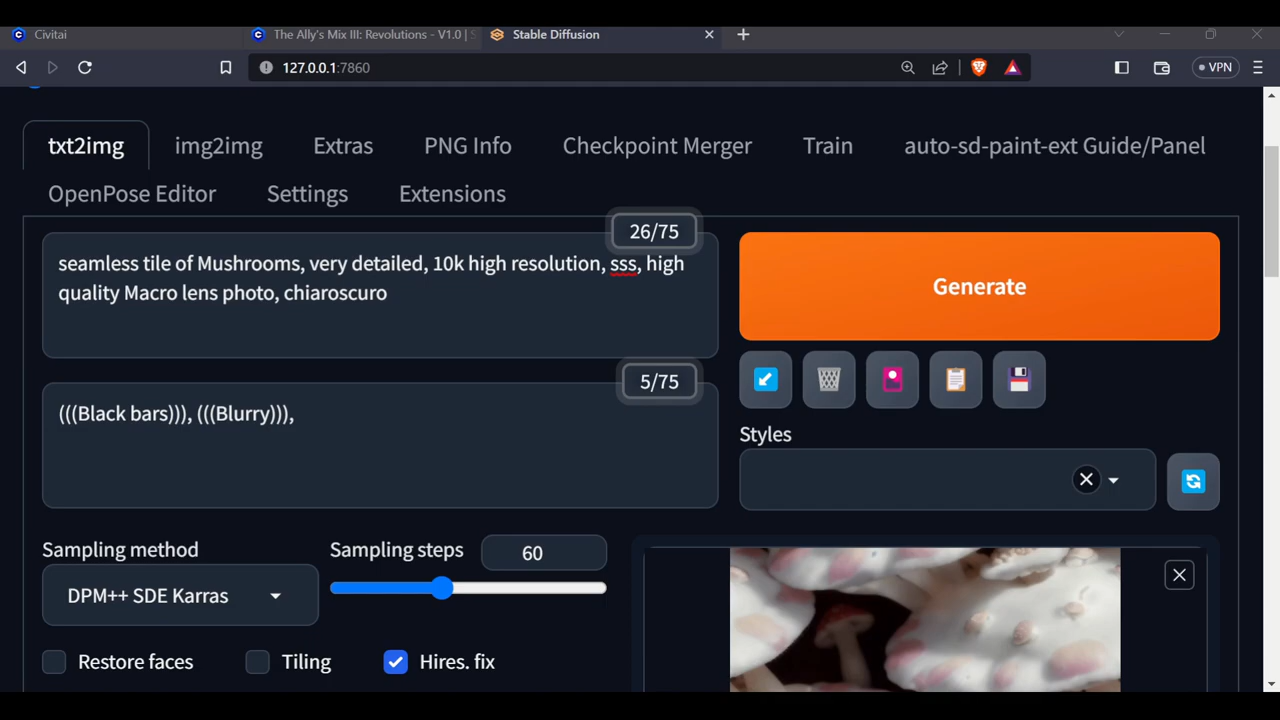 Civitai
The Ally's Mix III: Revolutions - V1.0 | S
Stable Diffusion
127.0.0.1:7860
VPN
txt2img
img2img
Extras
PNG Info
Checkpoint Merger
Train
auto-sd-paint-ext Guide/Panel
OpenPose Editor
Settings
Extensions
26/75
seamless tile of Mushrooms, very detailed, 10k high resolution, sss, high
quality Macro lens photo, chiaroscuro
Generate
5/75
(((Black bars))), (((Blurry))),
Styles
Sampling method
Sampling steps
60
DPM++ SDE Karras
Restore faces
Tiling
Hires. fix